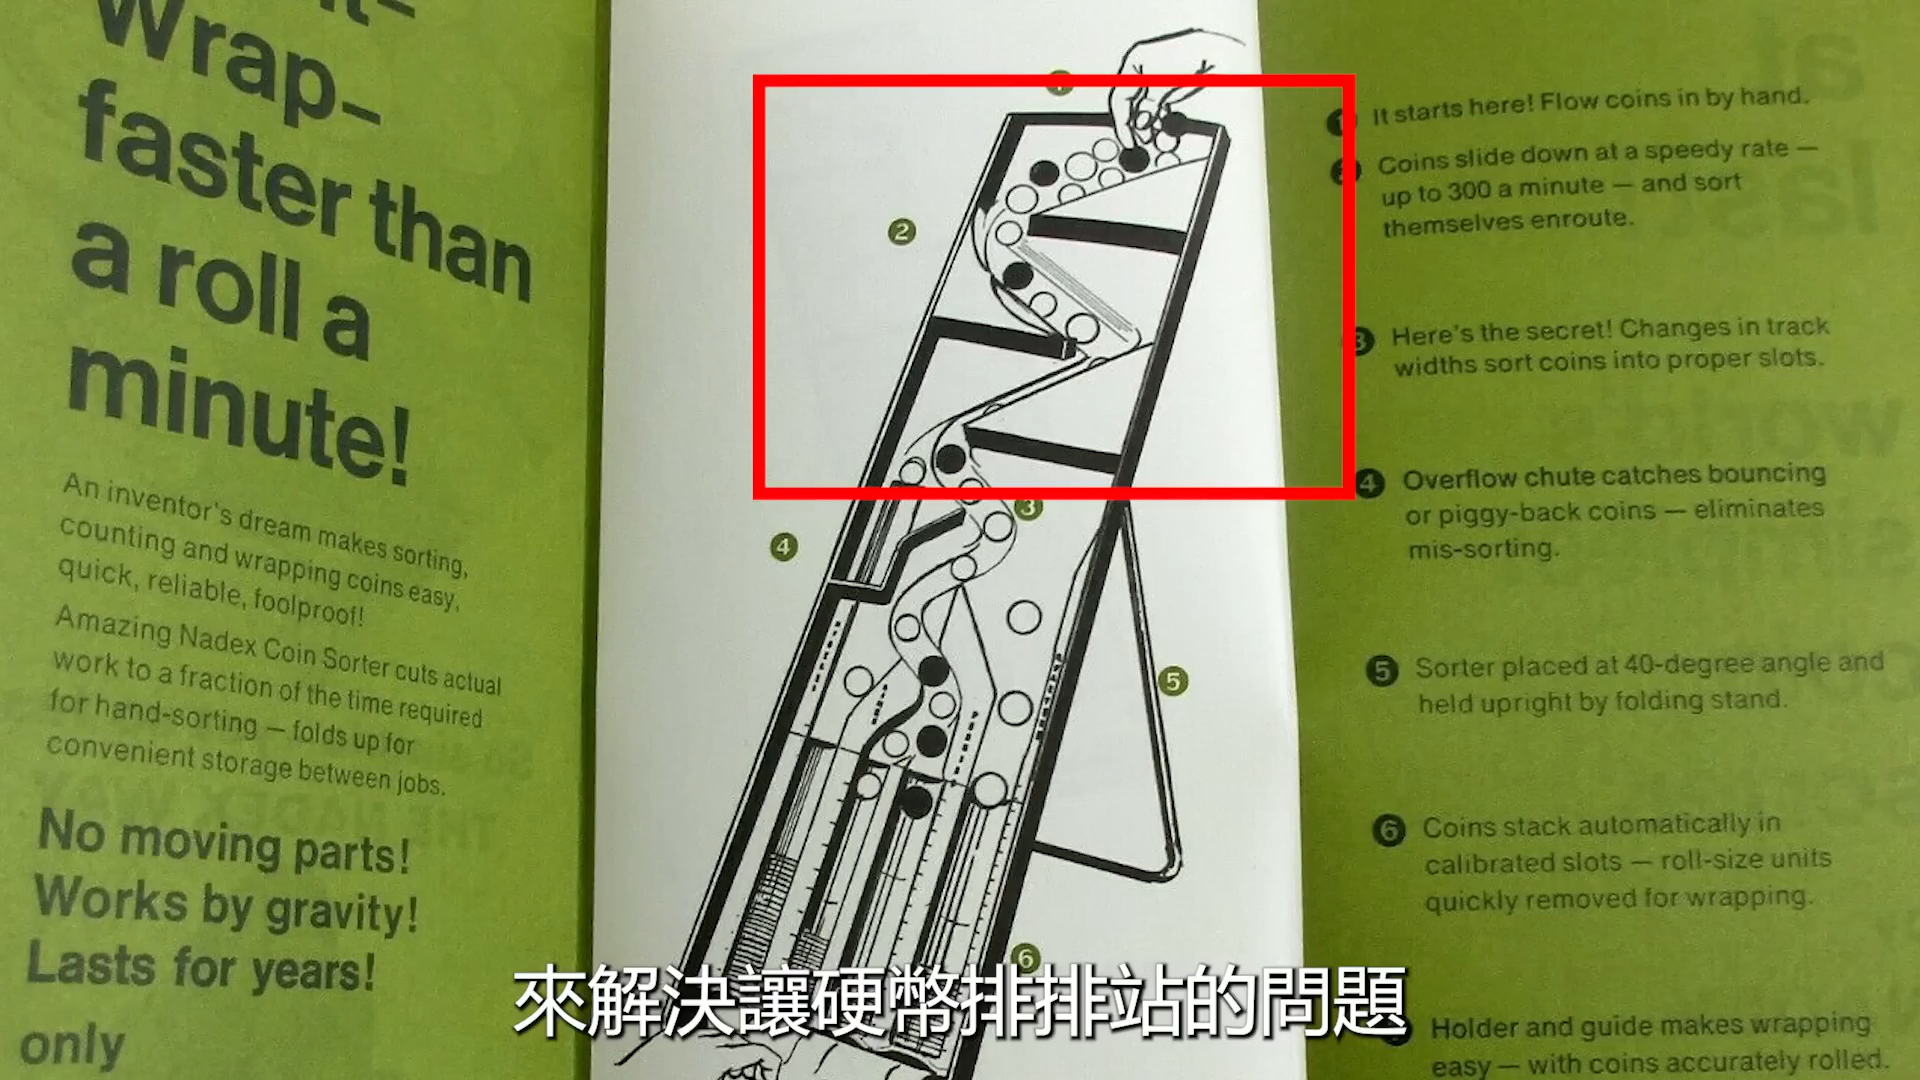 Wrap-
faster than
a roll a
minute!
An inventor's dream makes sorting,
counting and wrapping coins easy,
quick, reliable, foolproof!
Amazing Nadex Coin Sorter cuts actual
work to a fraction of the time required
for hand-sorting — folds up for
convenient storage between jobs.
No moving parts!
Works by gravity!
Lasts for years!
only
2
3
4
5
6
1 It starts here! Flow coins in by hand.
2 Coins slide down at a speedy rate —
up to 300 a minute — and sort
themselves enroute.
3 Here's the secret! Changes in track
widths sort coins into proper slots.
4 Overflow chute catches bouncing
or piggy-back coins — eliminates
mis-sorting.
5 Sorter placed at 40-degree angle and
held upright by folding stand.
6 Coins stack automatically in
calibrated slots — roll-size units
quickly removed for wrapping.
Holder and guide makes wrapping
easy — with coins accurately rolled.
來解決讓硬幣排排站的問題